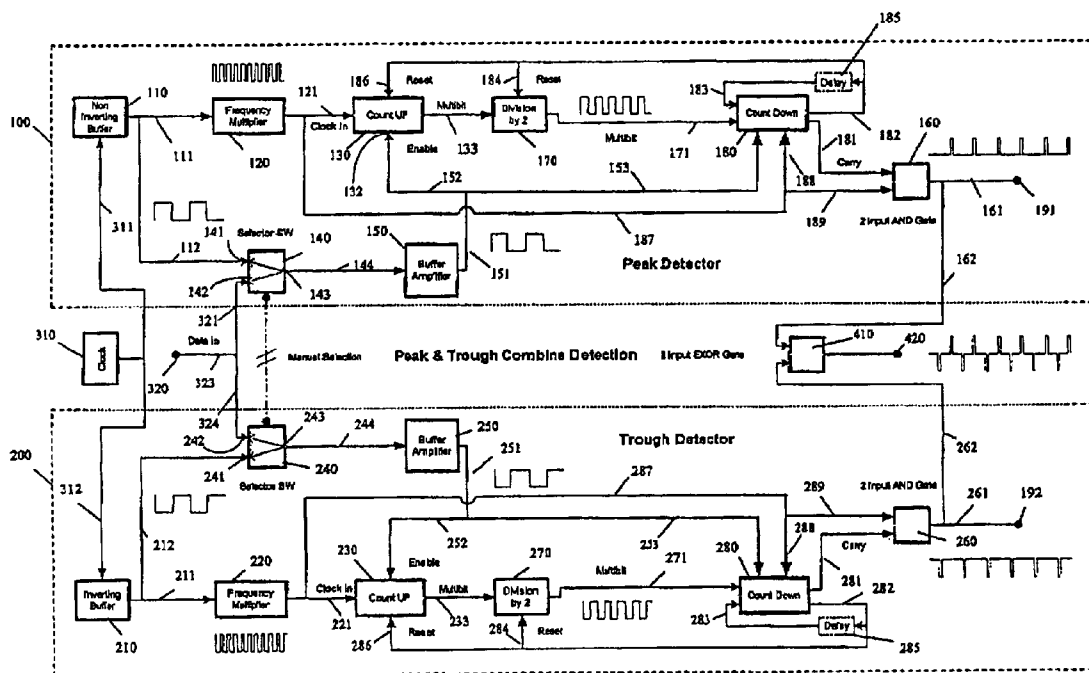 185
186
Reset
184
Reset
183
Delay
110
Non
Inverting
Buffer
121
Frequency
Multiplier
Clock In
Count UP
Multibit
Division
by 2
Multibit
Count Down
182
160
100
111
120
130
132
Enable
133
170
171
180
181
Carry
188
189
2 Input AND Gate
161
191
152
153
187
311
141
Selector SW
140
150
112
142
144
143
Buffer
Amplifier
151
Peak Detector
162
321
310
Clock
Data in
320
323
Manual Selection
Peak & Trough Combine Detection
2 Input EXOR Gate
410
420
324
242
243
244
250
Buffer
Amplifier
251
Trough Detector
262
200
241
240
Selector SW
287
289
2 Input AND Gate
261
192
312
212
252
253
288
260
230
Enable
270
Multibit
271
280
Carry
220
Inverting
Buffer
211
Frequency
Multiplier
Clock in
221
Count UP
Multibit
233
Division
by 2
Count Down
281
282
283
210
286
Reset
284
Reset
Delay
285